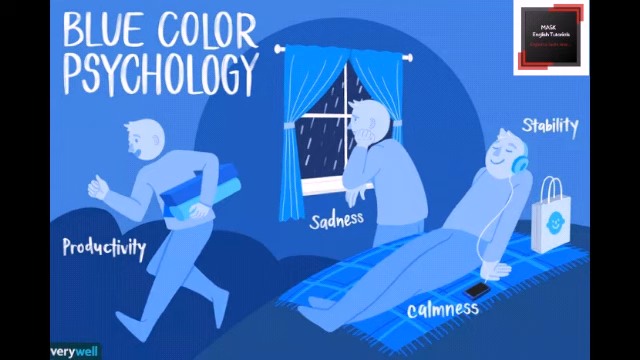 BLUE COLOR
PSYCHOLOGY
MASK
English Tutorials
Stability
Sadness
Productivity
Calmness
verywell